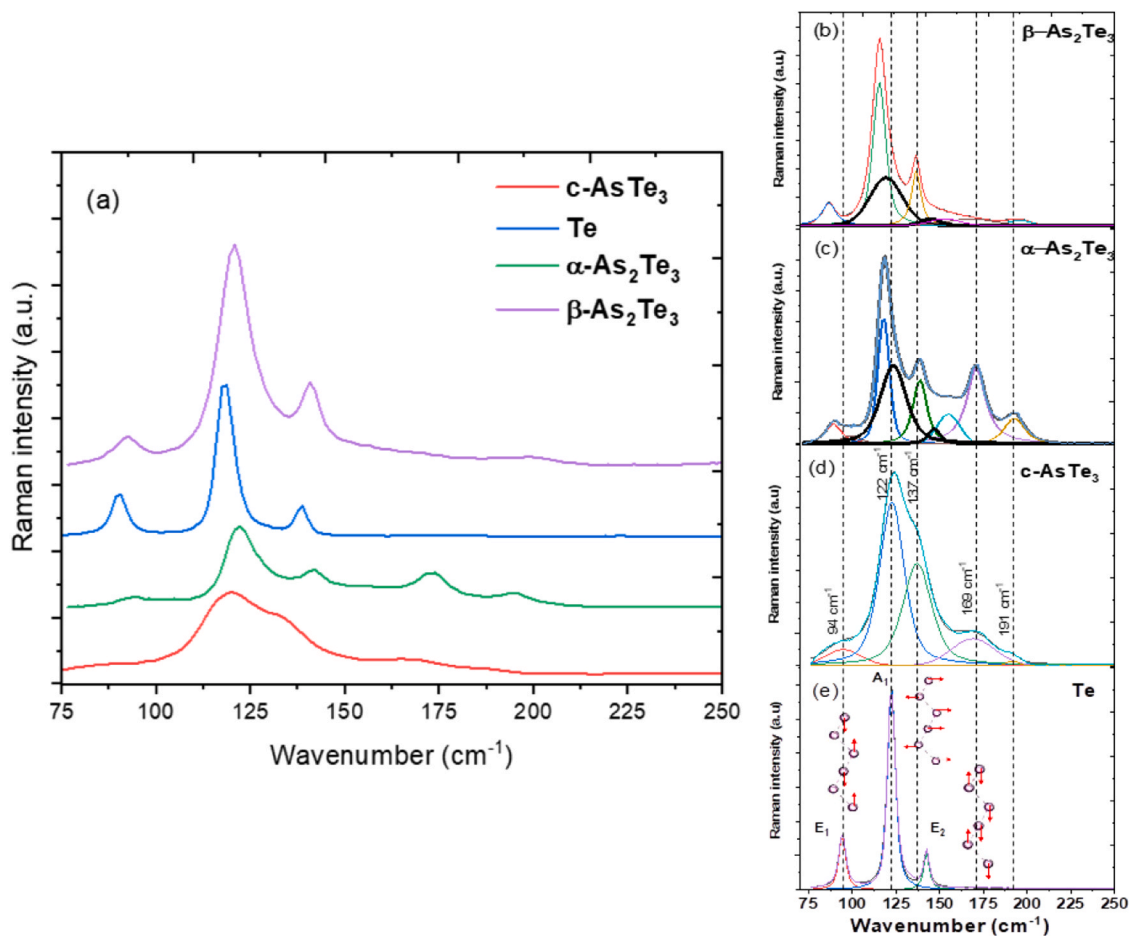 (a)
c-AsTe3
Te
α-As2Te3
β-As2Te3
Raman intensity (a.u.)
75 100 125 150 175 200 225 250
Wavenumber (cm-1)
(b)
β–As2Te3
Raman intensity (a.u.)
(c)
α–As2Te3
Raman intensity (a.u.)
(d)
c-AsTe3
94 cm-1
122 cm-1
137 cm-1
169 cm-1
191 cm-1
Raman intensity (a.u)
(e)
Te
E1
A1
E2
Raman intensity (a.u)
75 100 125 150 175 200 225 250
Wavenumber (cm-1)